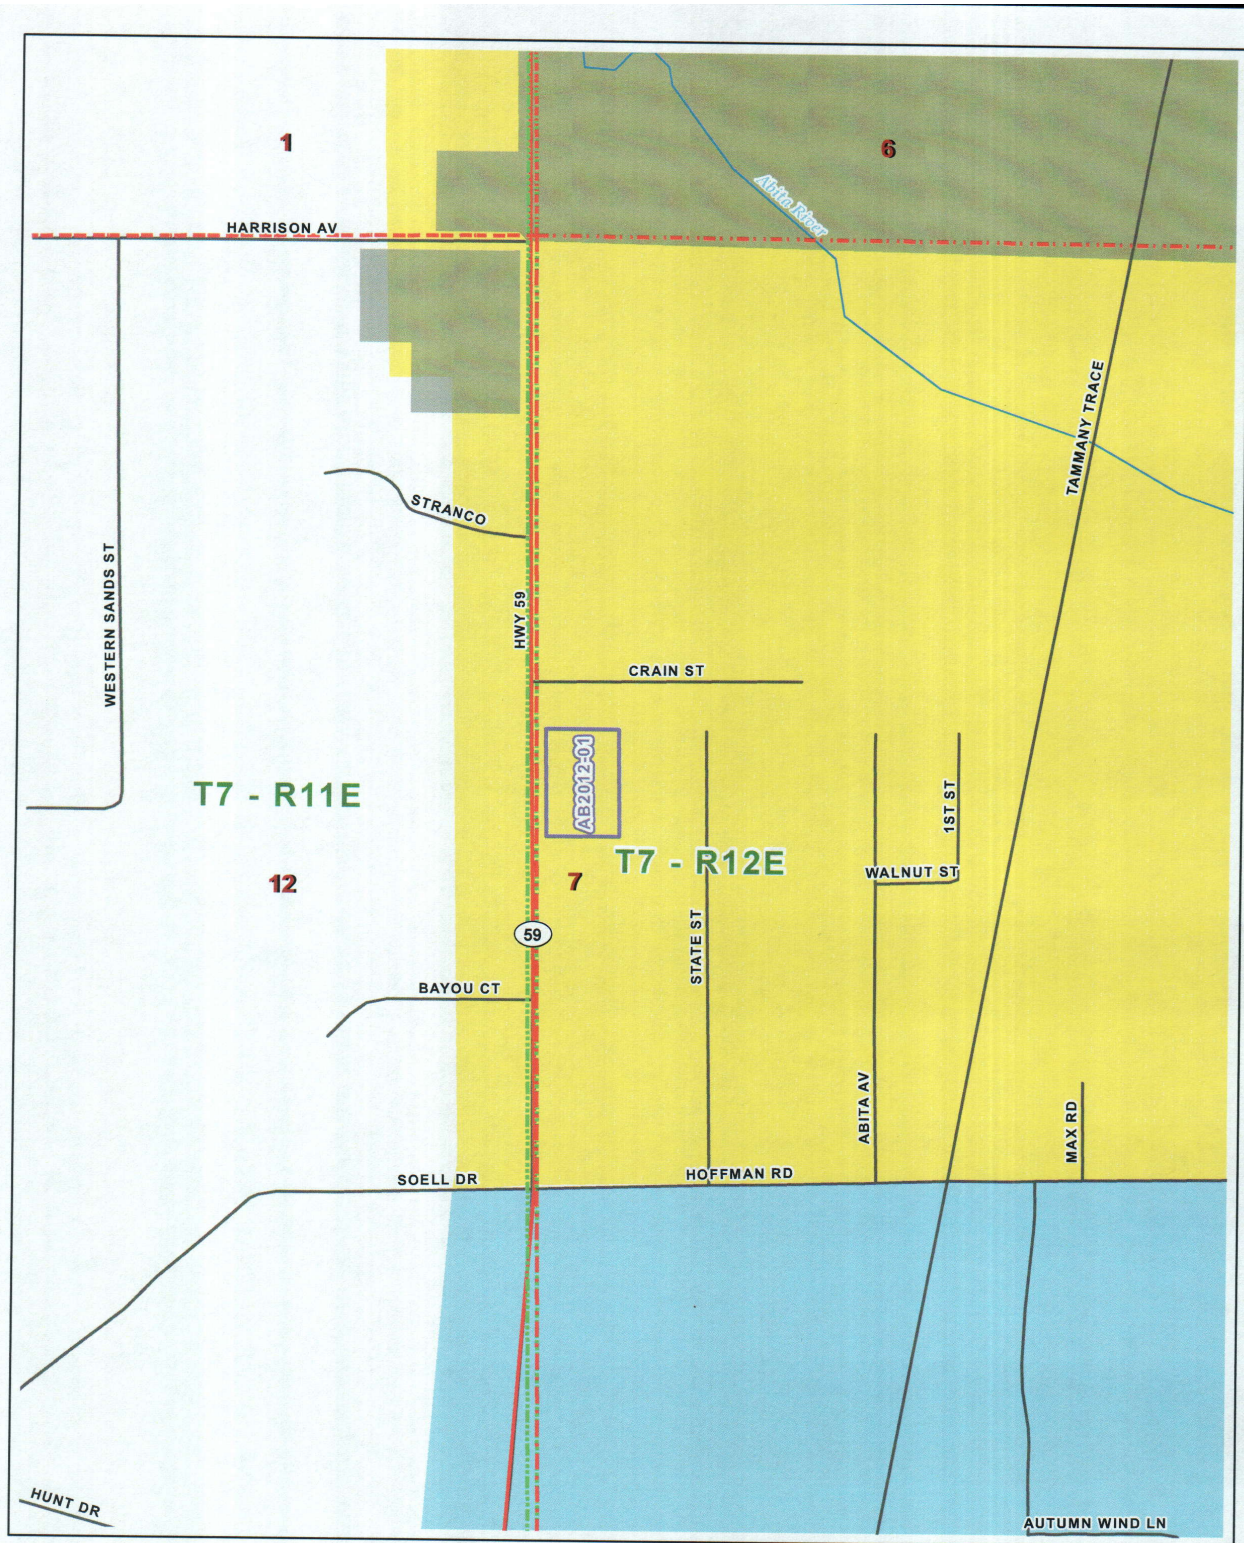 1
6
Abita River
HARRISON AV
TAMMANY TRACE
STRANCO
WESTERN SANDS ST
HWY 59
CRAIN ST
AB2012-01
1ST ST
T7 - R11E
T7 - R12E
WALNUT ST
12
7
59
STATE ST
BAYOU CT
ABITA AV
MAX RD
SOELL DR
HOFFMAN RD
HUNT DR
AUTUMN WIND LN